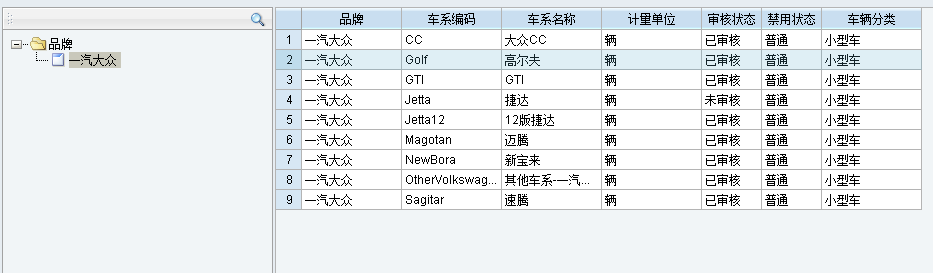 品牌
一汽大众
品牌 车系编码 车系名称 计量单位 审核状态 禁用状态 车辆分类
1 一汽大众 CC 大众CC 辆 已审核 普通 小型车
2 一汽大众 Golf 高尔夫 辆 已审核 普通 小型车
3 一汽大众 GTI GTI 辆 已审核 普通 小型车
4 一汽大众 Jetta 捷达 辆 未审核 普通 小型车
5 一汽大众 Jetta12 12版捷达 辆 已审核 普通 小型车
6 一汽大众 Magotan 迈腾 辆 已审核 普通 小型车
7 一汽大众 NewBora 新宝来 辆 已审核 普通 小型车
8 一汽大众 OtherVolkswag... 其他车系-一汽... 辆 已审核 普通 小型车
9 一汽大众 Sagitar 速腾 辆 已审核 普通 小型车